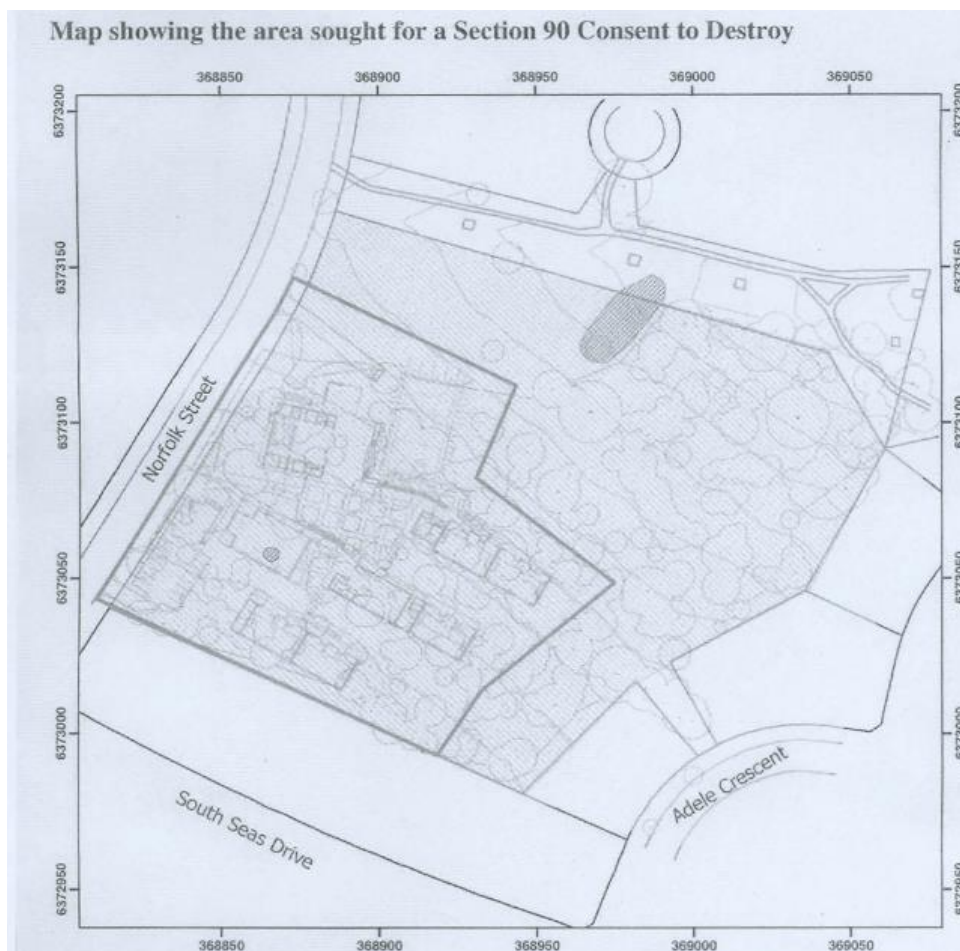 Map showing the area sought for a Section 90 Consent to Destroy
368850 368900 368950 369000 369050
6373200 6373200
6373150 6373150
6373100 6373100
Norfolk Street
6373050 6373050
6373000 6373000
Adele Crescent
South Seas Drive
6372950 6372950
368850 368900 368950 369000 369050